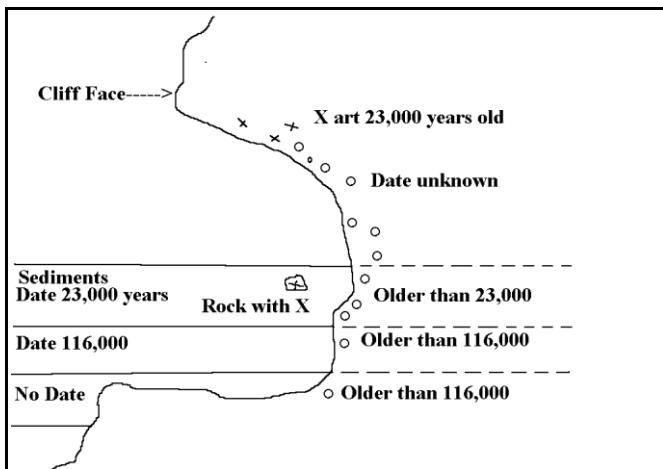 Cliff Face----->
X art 23,000 years old
Date unknown
Sediments
Date 23,000 years
Rock with X
Older than 23,000
Date 116,000
Older than 116,000
No Date
Older than 116,000